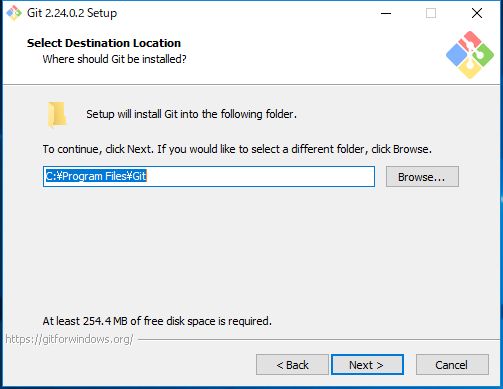 Git 2.24.0.2 Setup
Select Destination Location
Where should Git be installed?
Setup will install Git into the following folder.
To continue, click Next. If you would like to select a different folder, click Browse.
C:¥Program Files¥Git
Browse...
At least 254.4 MB of free disk space is required.
https://gitforwindows.org/
< Back
Next >
Cancel